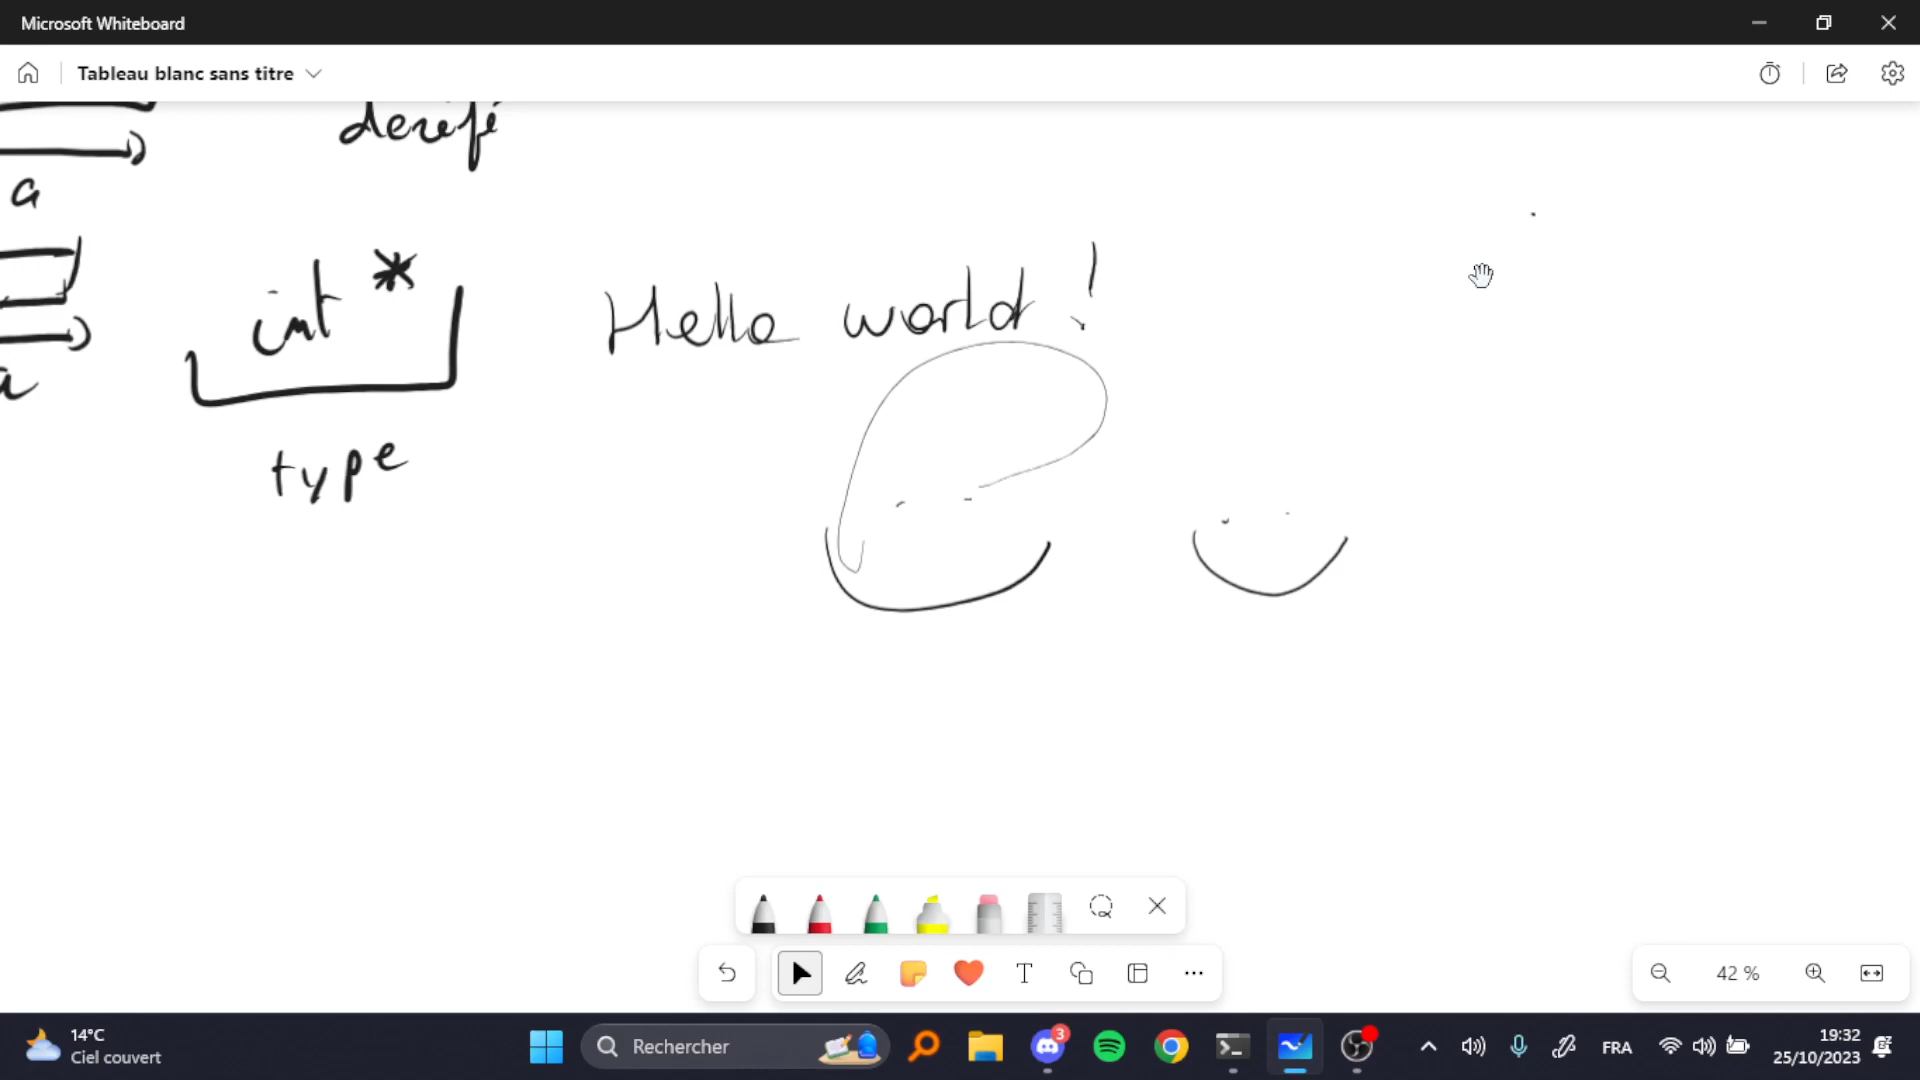 Microsoft Whiteboard
Tableau blanc sans titre
a
int *
a
type
Hello world !
T
42 %
14°C
Ciel couvert
Rechercher
3
FRA
19:32
25/10/2023